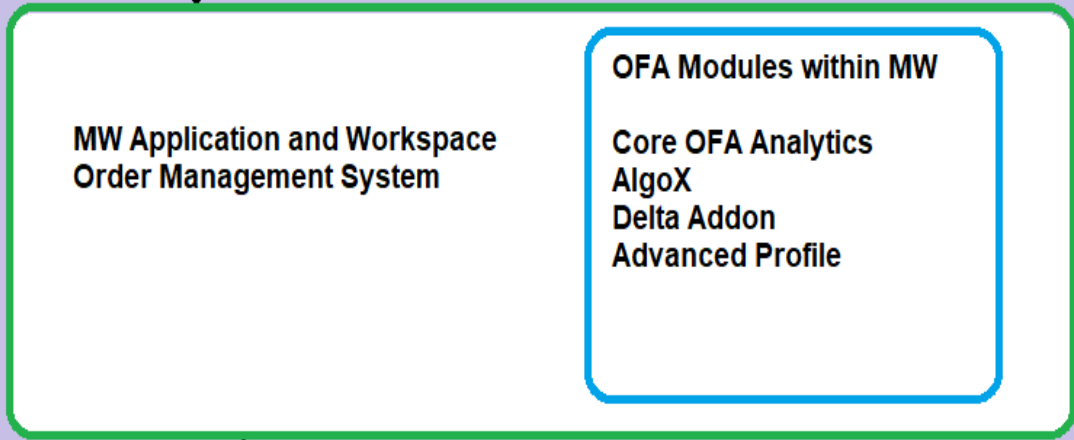 MW Application and Workspace
Order Management System
OFA Modules within MW
Core OFA Analytics
AlgoX
Delta Addon
Advanced Profile